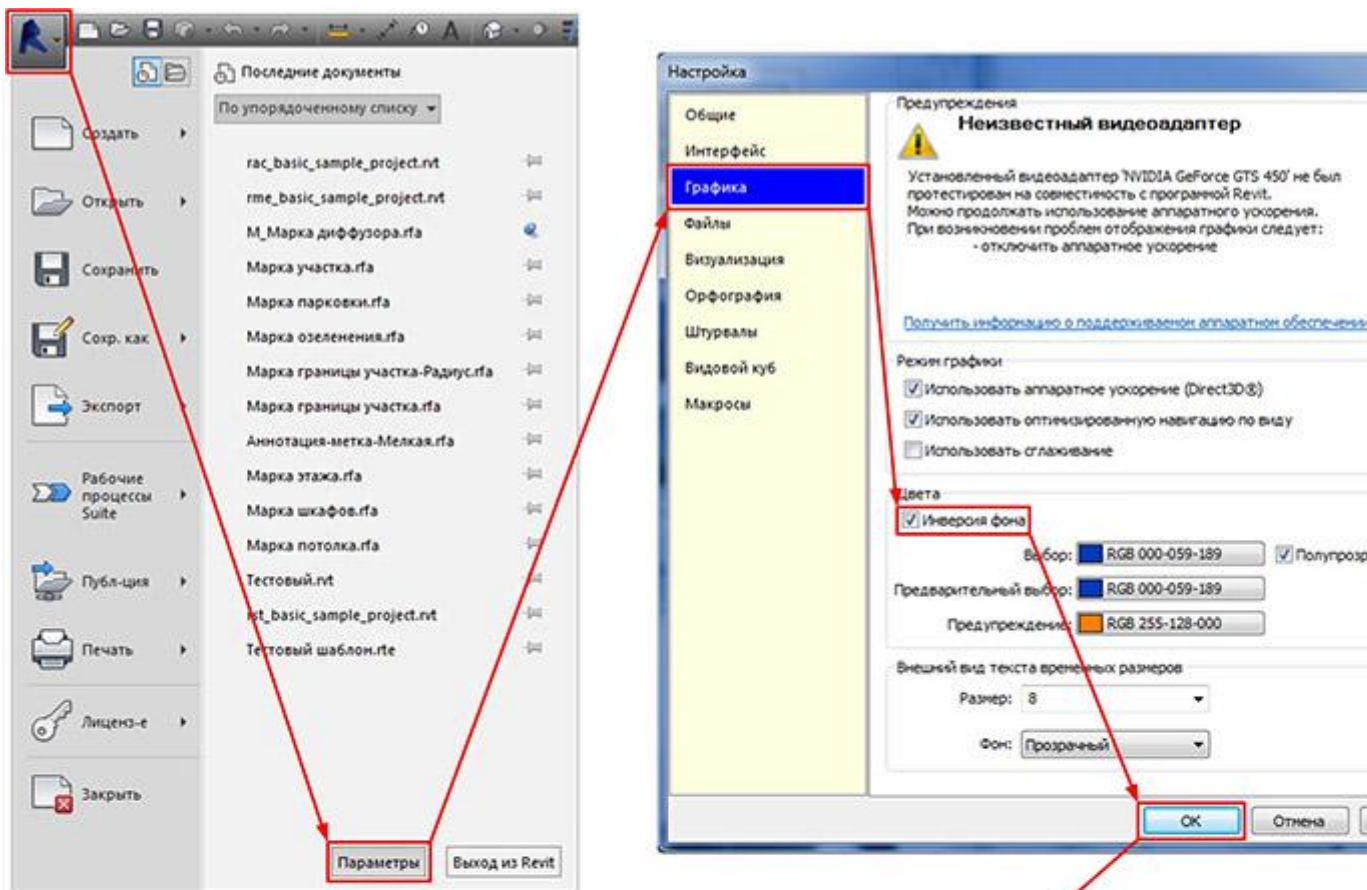 Последние документы
По упорядоченному списку
Создать
Открыть
Сохранить
Сохр. как
Экспорт
Рабочие
процессы
Suite
Публ-ция
Печать
Лиценз-е
Закрыть
rac_basic_sample_project.rvt
rme_basic_sample_project.rvt
М_Марка диффузора.rfa
Марка участка.rfa
Марка парковки.rfa
Марка озеленения.rfa
Марка границы участка-Радиус.rfa
Марка границы участка.rfa
Аннотация-метка-Мелкая.rfa
Марка этажа.rfa
Марка шкафов.rfa
Марка потолка.rfa
Тестовый.rvt
rst_basic_sample_project.rvt
Тестовый шаблон.rte
Параметры
Выход из Revit
Настройка
Общие
Интерфейс
Графика
Файлы
Визуализация
Орфография
Штурвалы
Видовой куб
Макросы
Предупреждения
Неизвестный видеоадаптер
Установленный видеоадаптер 'NVIDIA GeForce GTS 450' не был
протестирован на совместимость с программой Revit.
Можно продолжать использование аппаратного ускорения.
При возникновении проблем отображения графики следует:
- отключить аппаратное ускорение
Получить информацию о поддерживаемом аппаратном обеспечении
Режим графики
Использовать аппаратное ускорение (Direct3D®)
Использовать оптимизированную навигацию по виду
Использовать сглаживание
Цвета
Инверсия фона
Выбор: RGB 000-059-189 Полупрозр
Предварительный выбор: RGB 000-059-189
Предупреждение: RGB 255-128-000
Внешний вид текста временных размеров
Размер: 8
Фон: Прозрачный
OK
Отмена